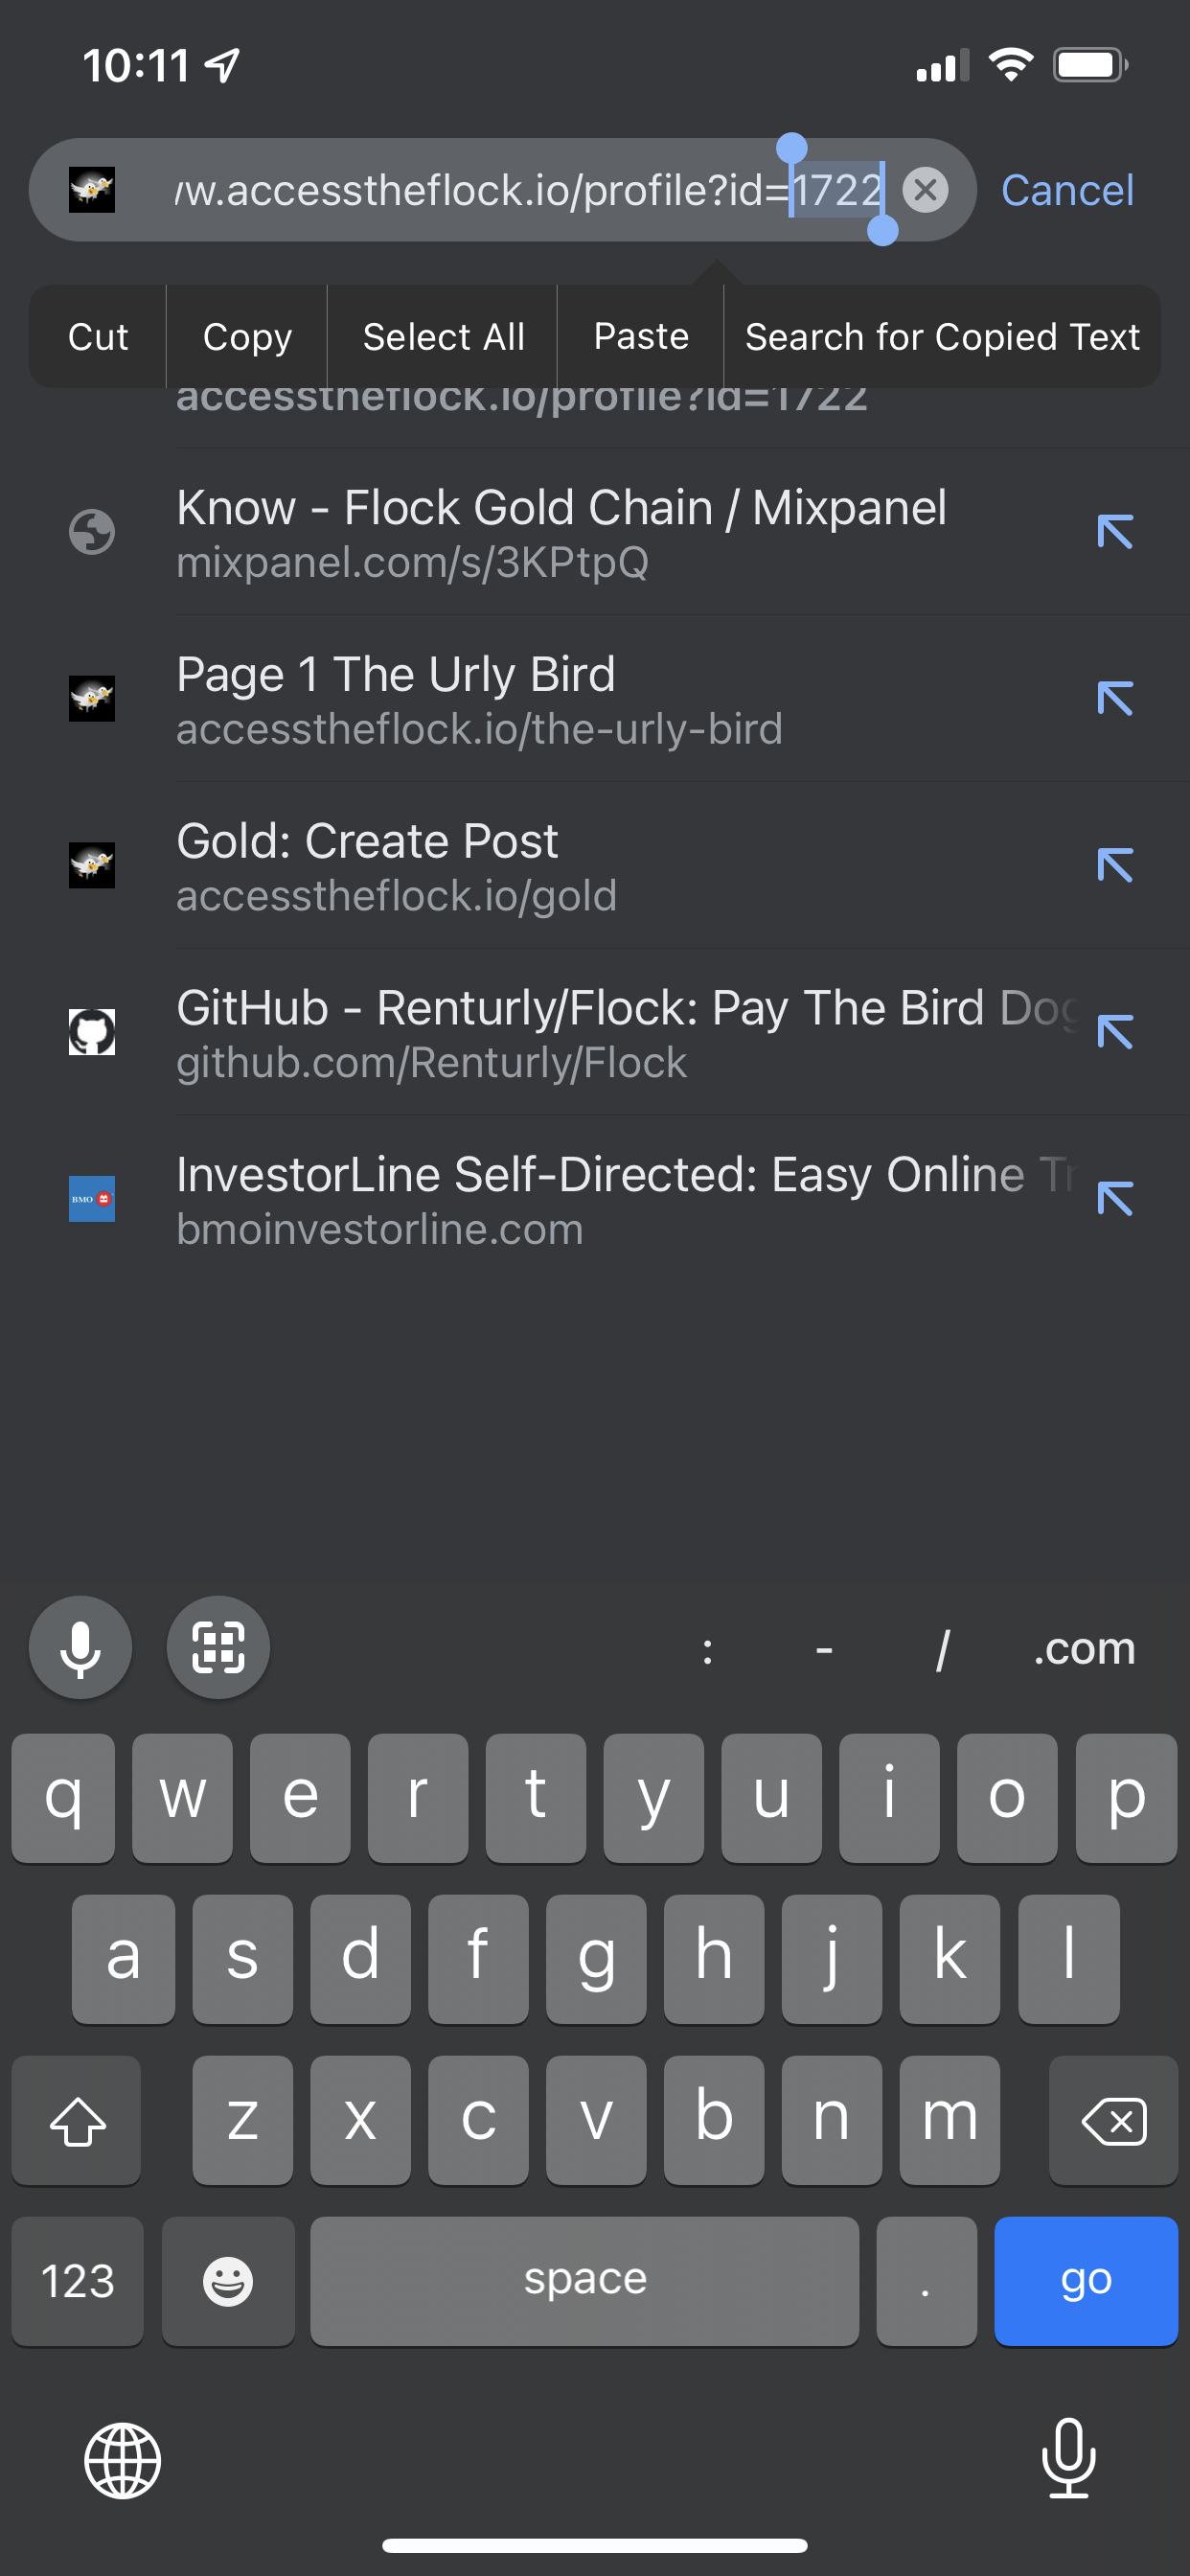 10:11
/w.accesstheflock.io/profile?id=1722
Cancel
Cut
Copy
Select All
Paste
Search for Copied Text
accesstheflock.io/profile?id=1722
Know - Flock Gold Chain / Mixpanel
mixpanel.com/s/3KPtpQ
Page 1 The Urly Bird
accesstheflock.io/the-urly-bird
Gold: Create Post
accesstheflock.io/gold
GitHub - Renturly/Flock: Pay The Bird Dog
github.com/Renturly/Flock
BMO
InvestorLine Self-Directed: Easy Online Tr
bmoinvestorline.com
: - / .com
q w e r t y u i o p
a s d f g h j k l
z x c v b n m
123 space . go